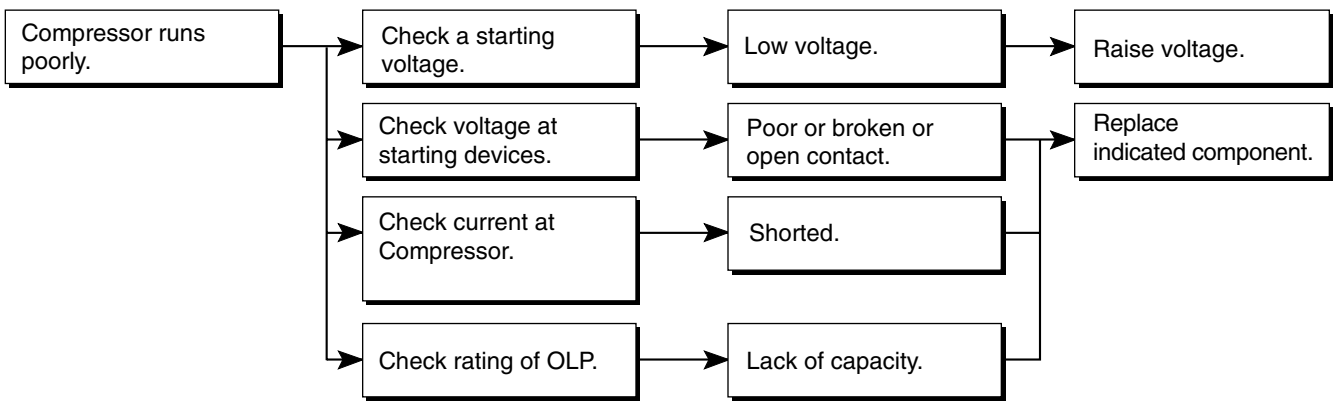 Compressor runs
poorly.
Check a starting
voltage.
Low voltage.
Raise voltage.
Check voltage at
starting devices.
Poor or broken or
open contact.
Replace
indicated component.
Check current at
Compressor.
Shorted.
Check rating of OLP.
Lack of capacity.